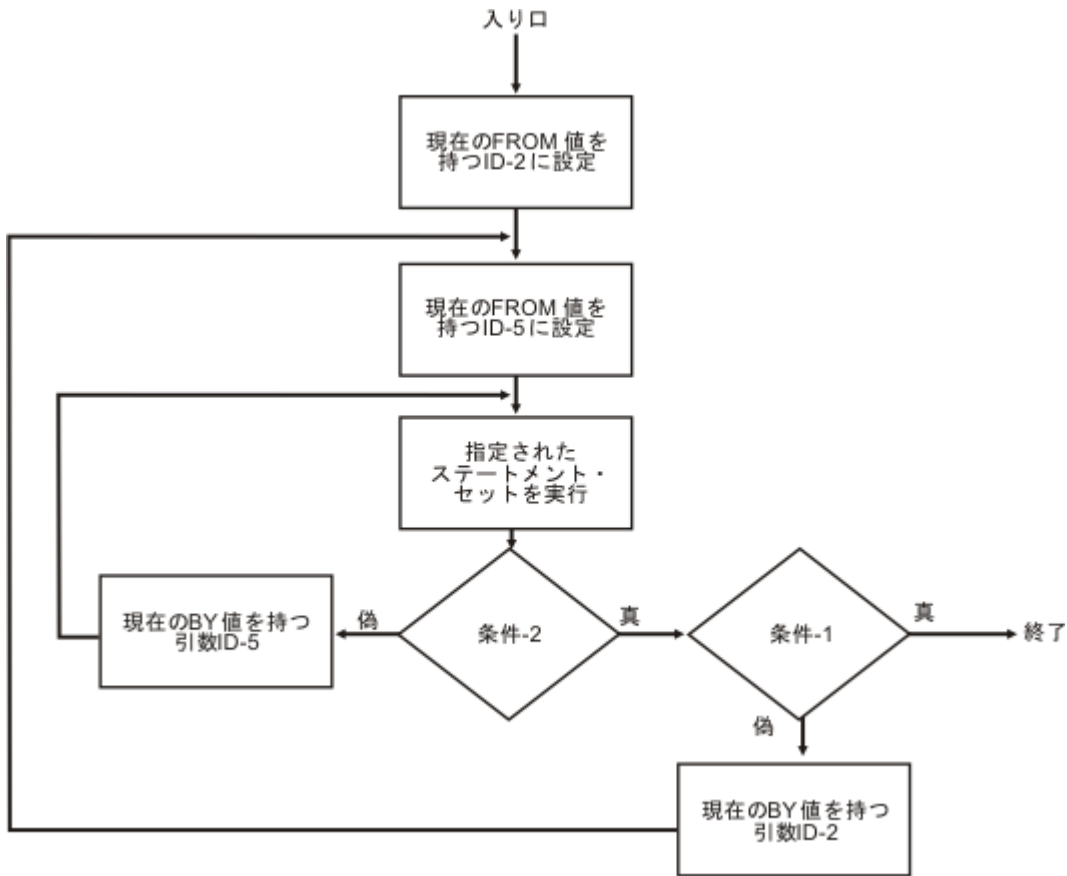 入り口
現在のFROM 値を
持つID-2に設定
現在のFROM 値を
持つID-5に設定
指定された
ステートメント・
セットを実行
現在のBY値を持つ
引数ID-5
偽
条件-2
真
条件-1
真
終了
偽
現在のBY値を持つ
引数ID-2